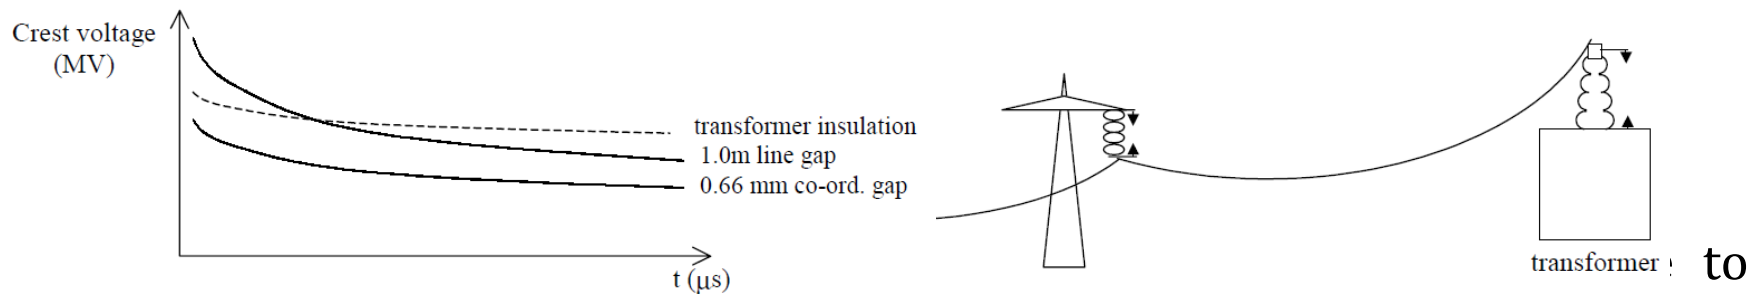 Crest voltage
(MV)
transformer insulation
1.0m line gap
0.66 mm co-ord. gap
t (μs)
transformer
to